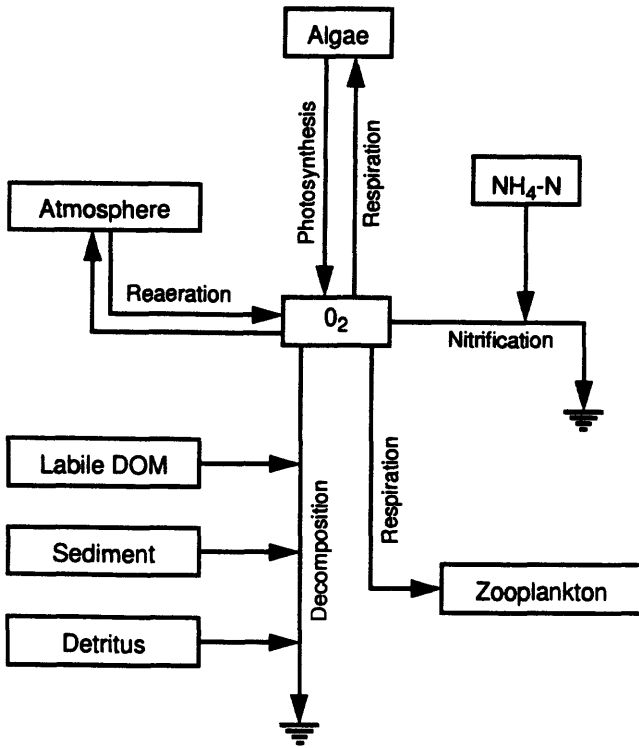 Algae
Photosynthesis
Respiration
NH₄-N
Atmosphere
Reaeration
0₂
Nitrification
Labile DOM
Sediment
Detritus
Decomposition
Respiration
Zooplankton